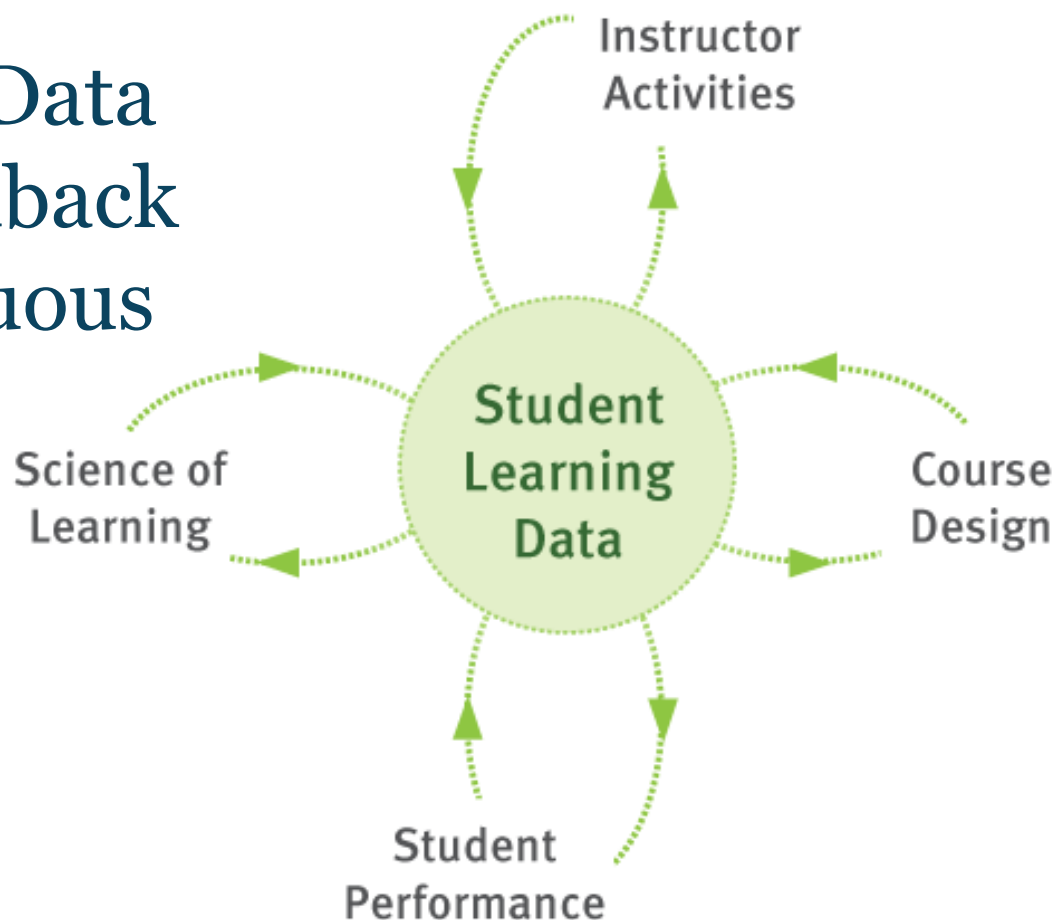 Data
back
uous
Instructor
Activities
Student
Learning
Data
Science of
Learning
Course
Design
Student
Performance